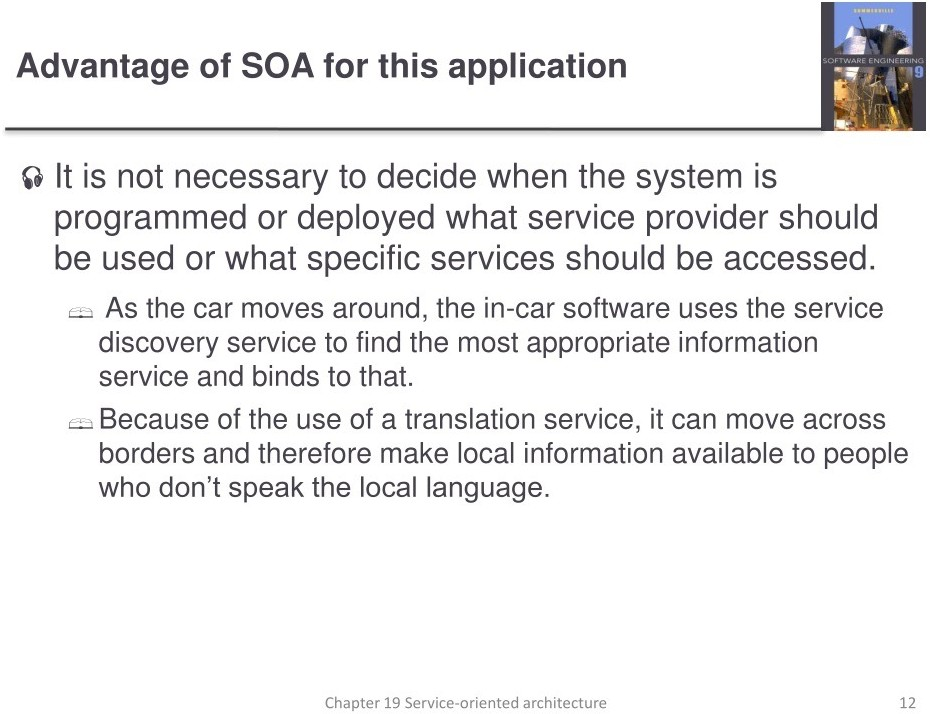 Advantage of SOA for this application
SOMMERVILLE
SOFTWARE ENGINEERING
9
It is not necessary to decide when the system is
programmed or deployed what service provider should
be used or what specific services should be accessed.
As the car moves around, the in-car software uses the service
discovery service to find the most appropriate information
service and binds to that.
Because of the use of a translation service, it can move across
borders and therefore make local information available to people
who don’t speak the local language.
Chapter 19 Service-oriented architecture
12